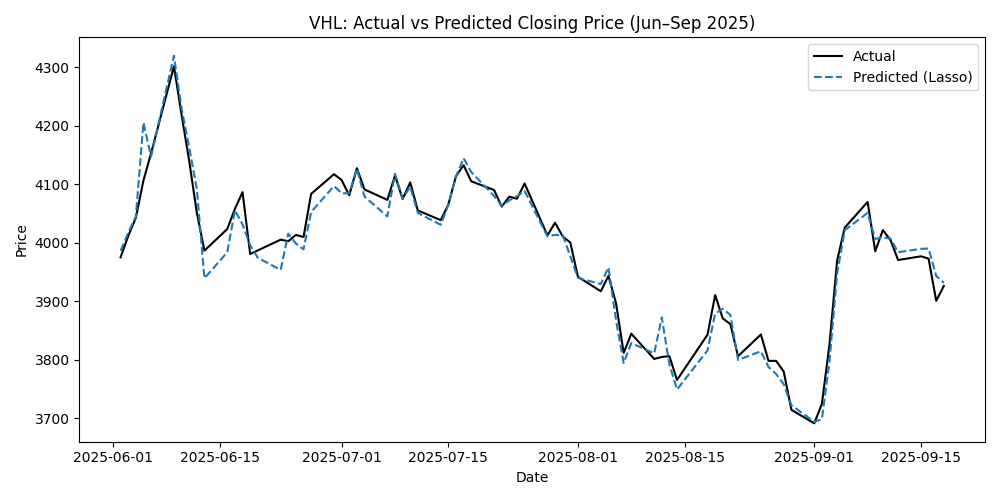 VHL: Actual vs Predicted Closing Price (Jun–Sep 2025)
Actual
Predicted (Lasso)
Price
4300
4200
4100
4000
3900
3800
3700
2025-06-01 2025-06-15 2025-07-01 2025-07-15 2025-08-01 2025-08-15 2025-09-01 2025-09-15
Date